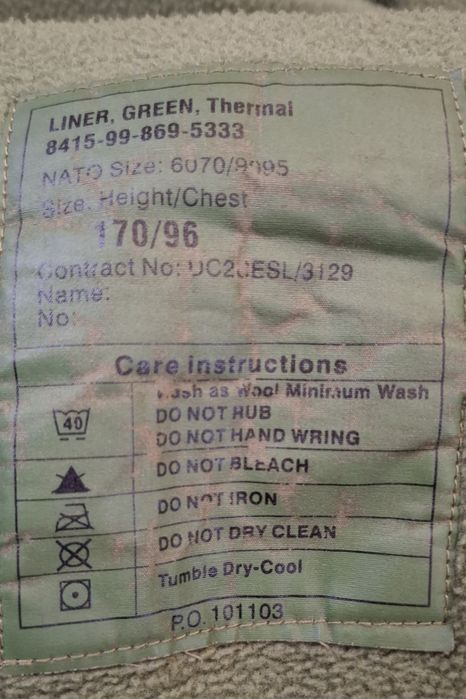 LINER, GREEN, Thermal
8415-99-869-5333
NATO Size: 6070/9095
Size: Height/Chest
170/96
Contract No:
Name:
No:
Care instructions
Wash as Wool Minimum Wash
40
DO NOT RUB
DO NOT HAND WRING
DO NOT BLEACH
DO NOT IRON
DO NOT DRY CLEAN
Tumble Dry-Cool
P.O. 101103